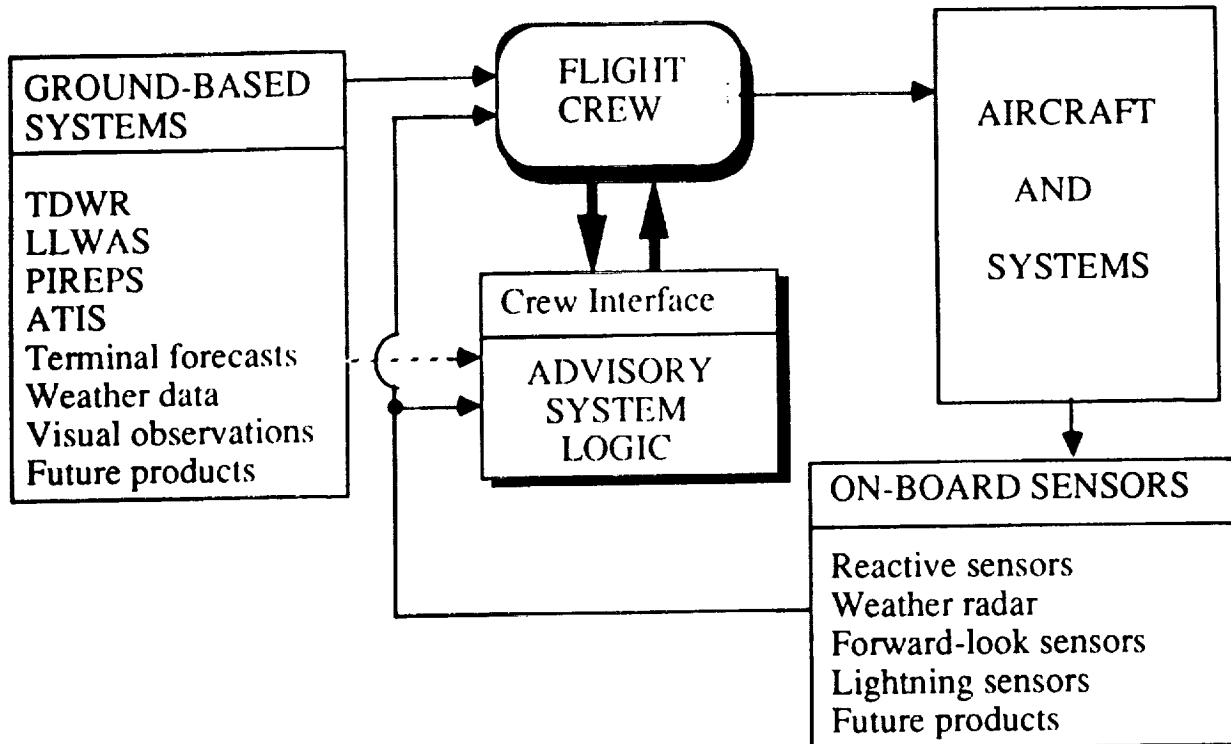 GROUND-BASED
SYSTEMS
TDWR
LLWAS
PIREPS
ATIS
Terminal forecasts
Weather data
Visual observations
Future products
FLIGHT
CREW
Crew Interface
ADVISORY
SYSTEM
LOGIC
AIRCRAFT
AND
SYSTEMS
ON-BOARD SENSORS
Reactive sensors
Weather radar
Forward-look sensors
Lightning sensors
Future products